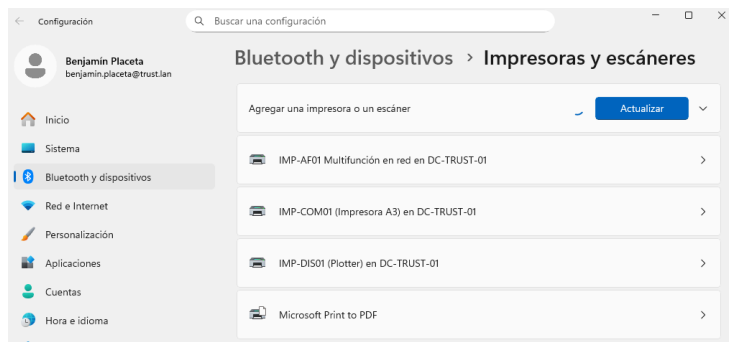 Configuración
Buscar una configuración
Benjamín Placeta
benjamin.placeta@trust.lan
Inicio
Sistema
Bluetooth y dispositivos
Red e Internet
Personalización
Aplicaciones
Cuentas
Hora e idioma
Bluetooth y dispositivos > Impresoras y escáneres
Agregar una impresora o un escáner
Actualizar
IMP-AF01 Multifunción en red en DC-TRUST-01
IMP-COM01 (Impresora A3) en DC-TRUST-01
IMP-DIS01 (Plotter) en DC-TRUST-01
Microsoft Print to PDF